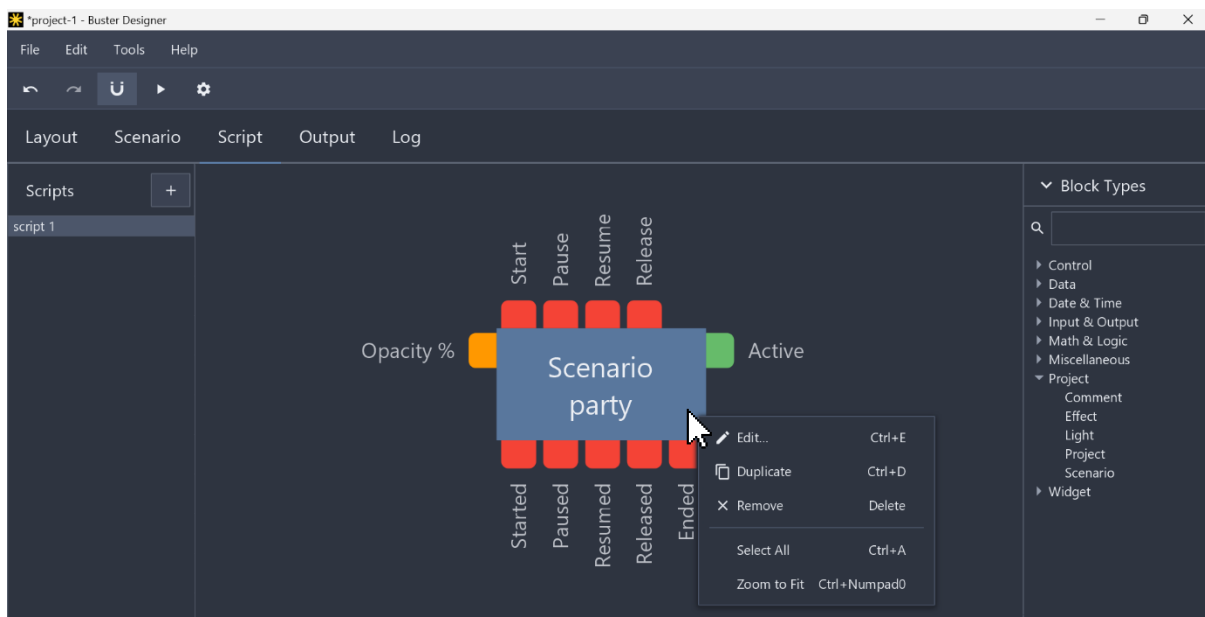 *project-1 - Buster Designer
File Edit Tools Help
Layout Scenario Script Output Log
Scripts +
script 1
Start
Pause
Resume
Release
Opacity %
Scenario
party
Active
Started
Paused
Resumed
Released
Ended
Edit... Ctrl+E
Duplicate Ctrl+D
Remove Delete
Select All Ctrl+A
Zoom to Fit Ctrl+Numpad0
Block Types
Control
Data
Date & Time
Input & Output
Math & Logic
Miscellaneous
Project
Comment
Effect
Light
Project
Scenario
Widget